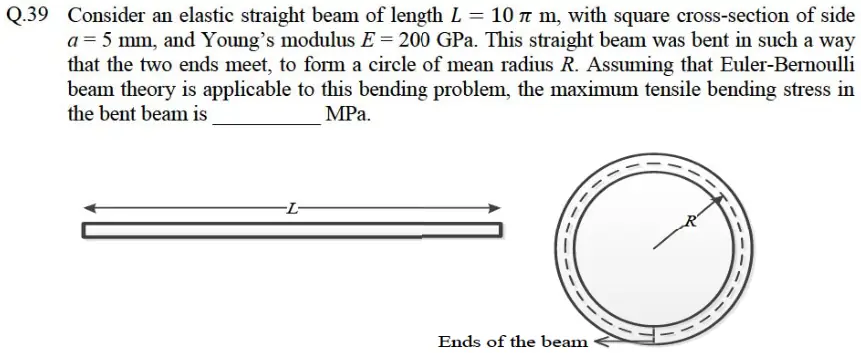 Q.39 Consider an elastic straight beam of length L = 10 π m, with square cross-section of side
a = 5 mm, and Young's modulus E = 200 GPa. This straight beam was bent in such a way
that the two ends meet, to form a circle of mean radius R. Assuming that Euler-Bernoulli
beam theory is applicable to this bending problem, the maximum tensile bending stress in
the bent beam is __________ MPa.
L
R
Ends of the beam